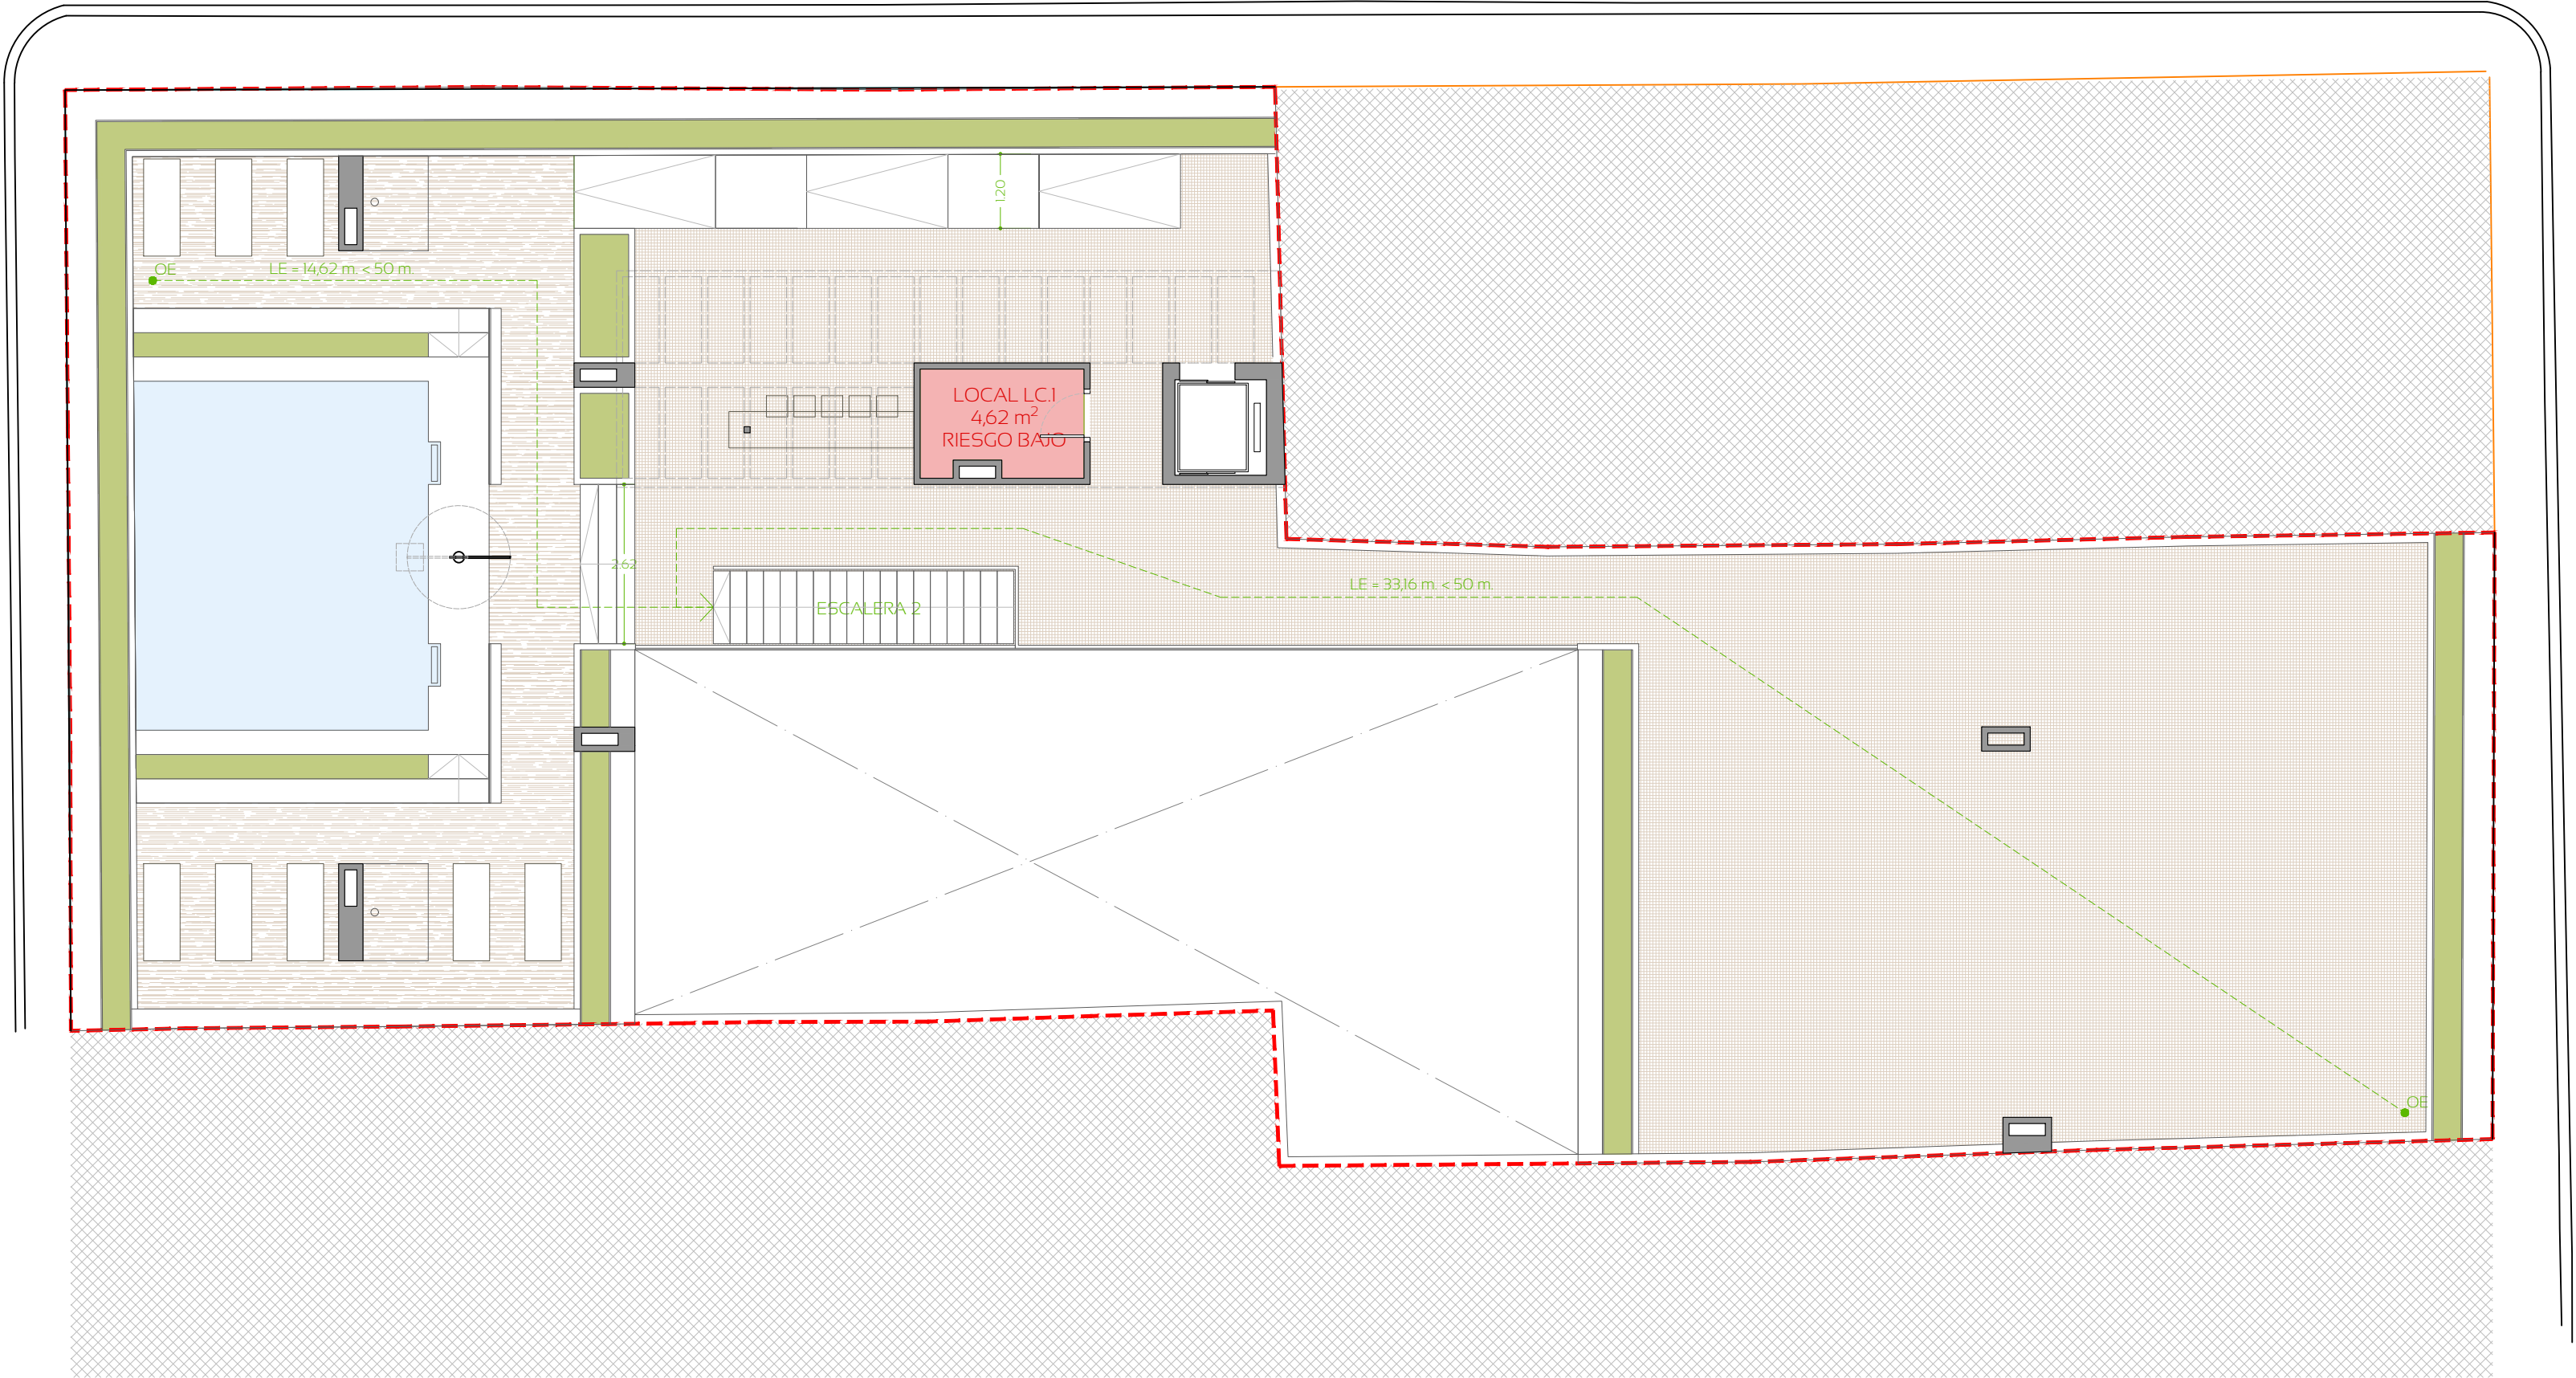 1.20
OE
LE = 14,62 m. < 50 m.
LOCAL LC.1
4,62 m²
RIESGO BAJO
2.62
LE = 33,16 m. < 50 m.
ESCALERA 2
OE